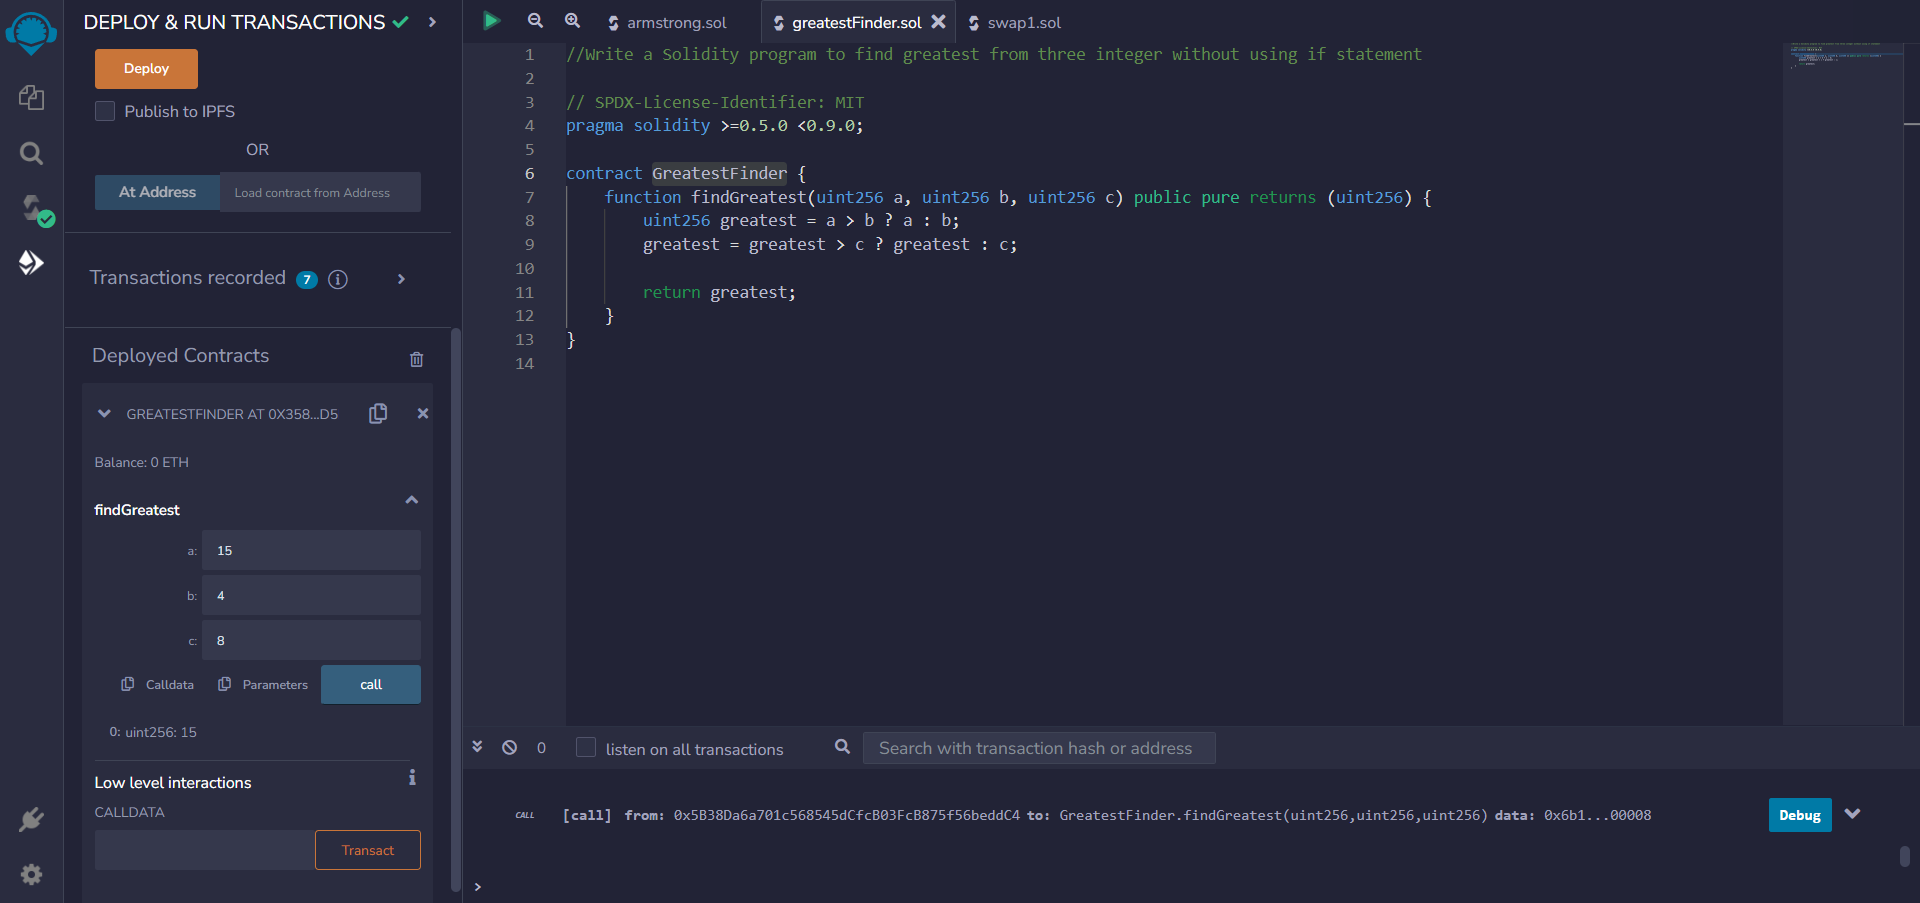 DEPLOY & RUN TRANSACTIONS
Deploy
Publish to IPFS
OR
At Address
Load contract from Address
Transactions recorded 7
Deployed Contracts
GREATESTFINDER AT 0X358...D5
Balance: 0 ETH
findGreatest
a: 15
b: 4
c: 8
Calldata
Parameters
call
0: uint256: 15
Low level interactions
CALLDATA
Transact
armstrong.sol
greatestFinder.sol
swap1.sol
1 //Write a Solidity program to find greatest from three integer without using if statement
2
3 // SPDX-License-Identifier: MIT
4 pragma solidity >=0.5.0 <0.9.0;
5
6 contract GreatestFinder {
7 function findGreatest(uint256 a, uint256 b, uint256 c) public pure returns (uint256) {
8 uint256 greatest = a > b ? a : b;
9 greatest = greatest > c ? greatest : c;
10
11 return greatest;
12 }
13 }
14
0
listen on all transactions
Search with transaction hash or address
CALL [call] from: 0x5B38Da6a701c568545dCfcB03FcB875f56beddC4 to: GreatestFinder.findGreatest(uint256,uint256,uint256) data: 0x6b1...00008
Debug
>